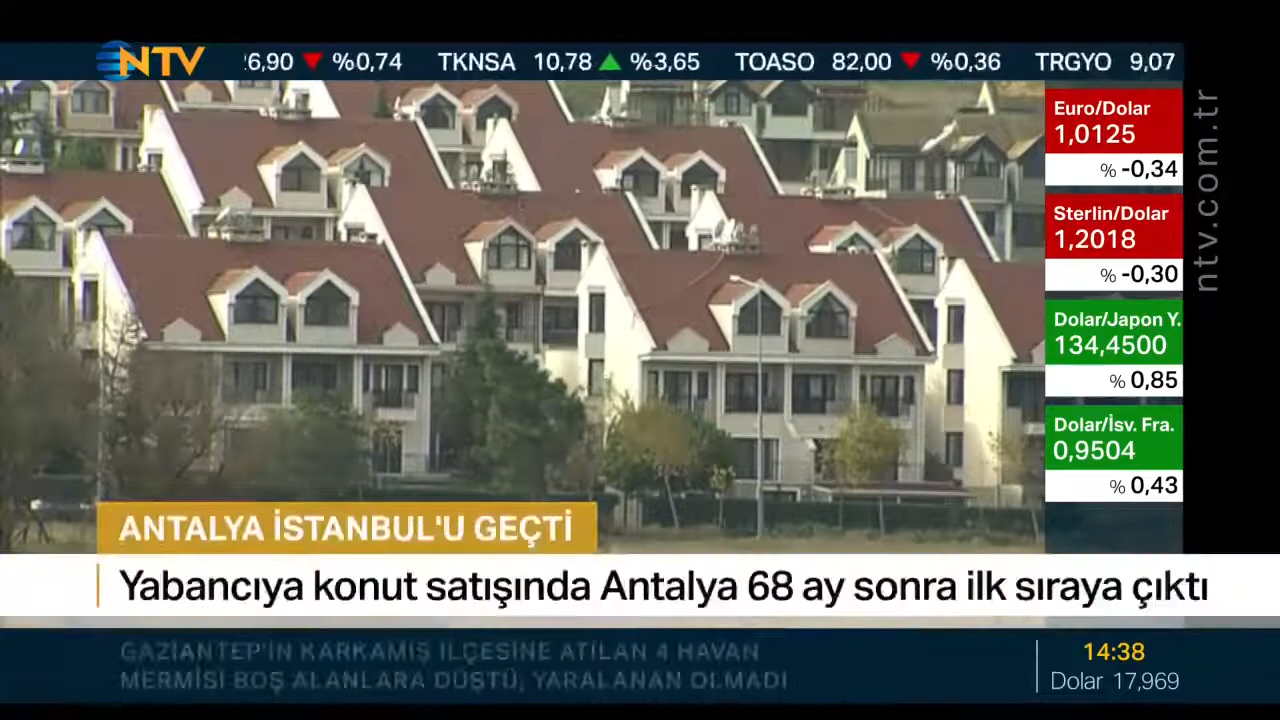 NTV
6,90 ▼ %0,74 TKNSA 10,78 ▲ %3,65 TOASO 82,00 ▼ %0,36 TRGYO 9,07
Euro/Dolar
1,0125
% -0,34
Sterlin/Dolar
1,2018
% -0,30
Dolar/Japon Y.
134,4500
% 0,85
Dolar/İsv. Fra.
0,9504
% 0,43
ntv.com.tr
ANTALYA İSTANBUL'U GEÇTİ
Yabancıya konut satışında Antalya 68 ay sonra ilk sıraya çıktı
GAZİANTEP'İN KARKAMIŞ İLÇESİNE ATILAN 4 HAVAN
MERMİSİ BOŞ ALANLARA DÜŞTÜ, YARALANAN OLMADI
14:38
Dolar 17,969